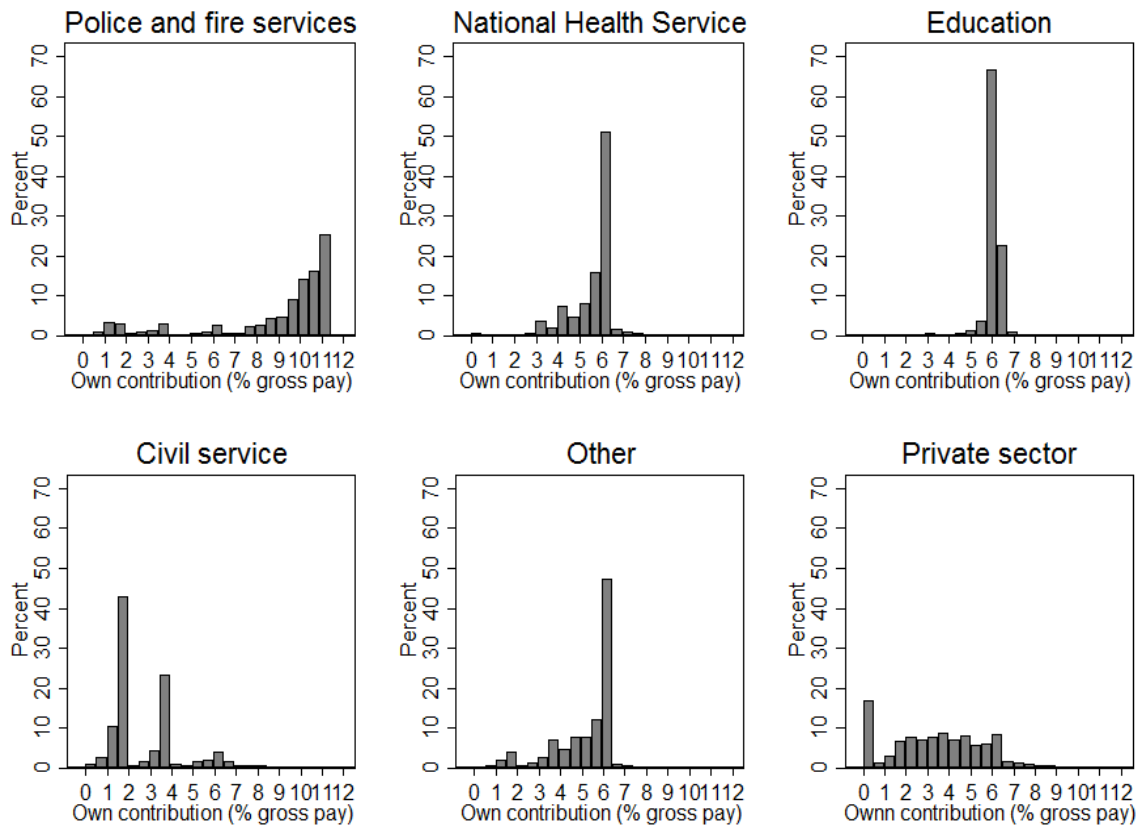 Police and fire services
Percent
70
60
50
40
30
20
10
0
0 1 2 3 4 5 6 7 8 9 10 11 12
Own contribution (% gross pay)
National Health Service
Percent
70
60
50
40
30
20
10
0
0 1 2 3 4 5 6 7 8 9 10 11 12
Own contribution (% gross pay)
Education
Percent
70
60
50
40
30
20
10
0
0 1 2 3 4 5 6 7 8 9 10 11 12
Own contribution (% gross pay)
Civil service
Percent
70
60
50
40
30
20
10
0
0 1 2 3 4 5 6 7 8 9 10 11 12
Own contribution (% gross pay)
Other
Percent
70
60
50
40
30
20
10
0
0 1 2 3 4 5 6 7 8 9 10 11 12
Own contribution (% gross pay)
Private sector
Percent
70
60
50
40
30
20
10
0
0 1 2 3 4 5 6 7 8 9 10 11 12
Ownn contribution (% gross pay)